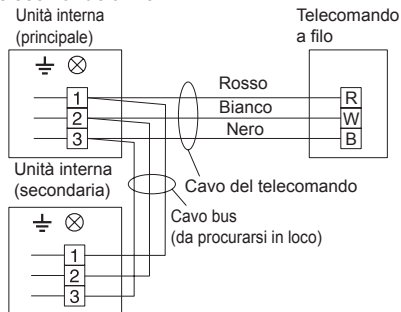 Unità interna
(principale)
Telecomando
a filo
1
2
3
Rosso
Bianco
Nero
R
W
B
Unità interna
(secondaria)
Cavo del telecomando
Cavo bus
(da procurarsi in loco)
1
2
3